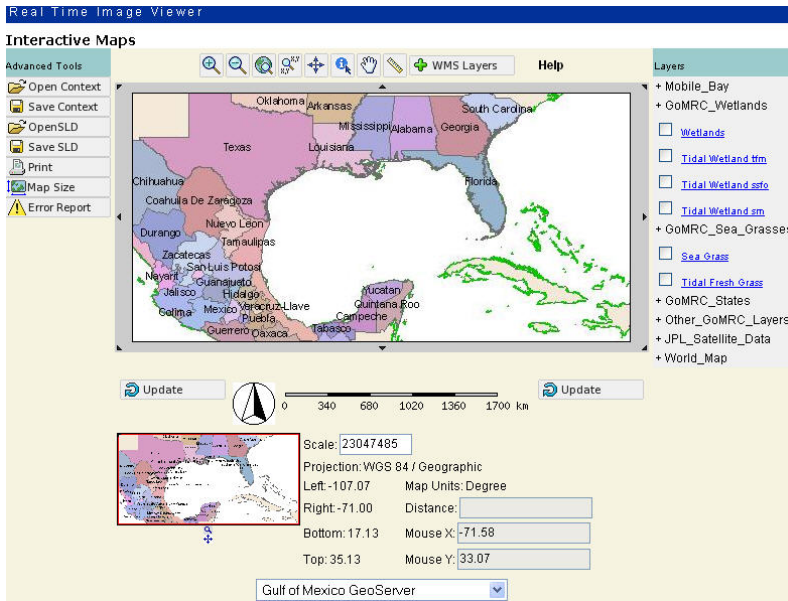 Real Time Image Viewer
Interactive Maps
Advanced Tools
Open Context
Save Context
OpenSLD
Save SLD
Print
Map Size
Error Report
x,y
x,y
WMS Layers
Help
Oklahoma
Arkansas
South Carolina
Mississippi
Alabama
Georgia
Texas
Louisiana
Chihuahua
Florida
Coahuila De Zaragoza
Nuevo Leon
Durango
Tamaulipas
Zacatecas
San Luis Potosi
Nayarit
Guanajuato
Yucatan
Jalisco
Hidalgo
Quintana Roo
Colima
Mexico
Veracruz-Llave
Puebla
Campeche
Guerrero
Oaxaca
Tabasco
Layers
+ Mobile_Bay
+ GoMRC_Wetlands
Wetlands
Tidal Wetland tfm
Tidal Wetland ssfo
Tidal Wetland sm
+ GoMRC_Sea_Grasses
Sea Grass
Tidal Fresh Grass
+ GoMRC_States
+ Other_GoMRC_Layers
+ JPL_Satellite_Data
+ World_Map
Update
0 340 680 1020 1360 1700 km
Update
Scale: 23047485
Projection: WGS 84 / Geographic
Left: -107.07 Map Units: Degree
Right: -71.00 Distance:
Bottom: 17.13 Mouse X: -71.58
Top: 35.13 Mouse Y: 33.07
Gulf of Mexico GeoServer